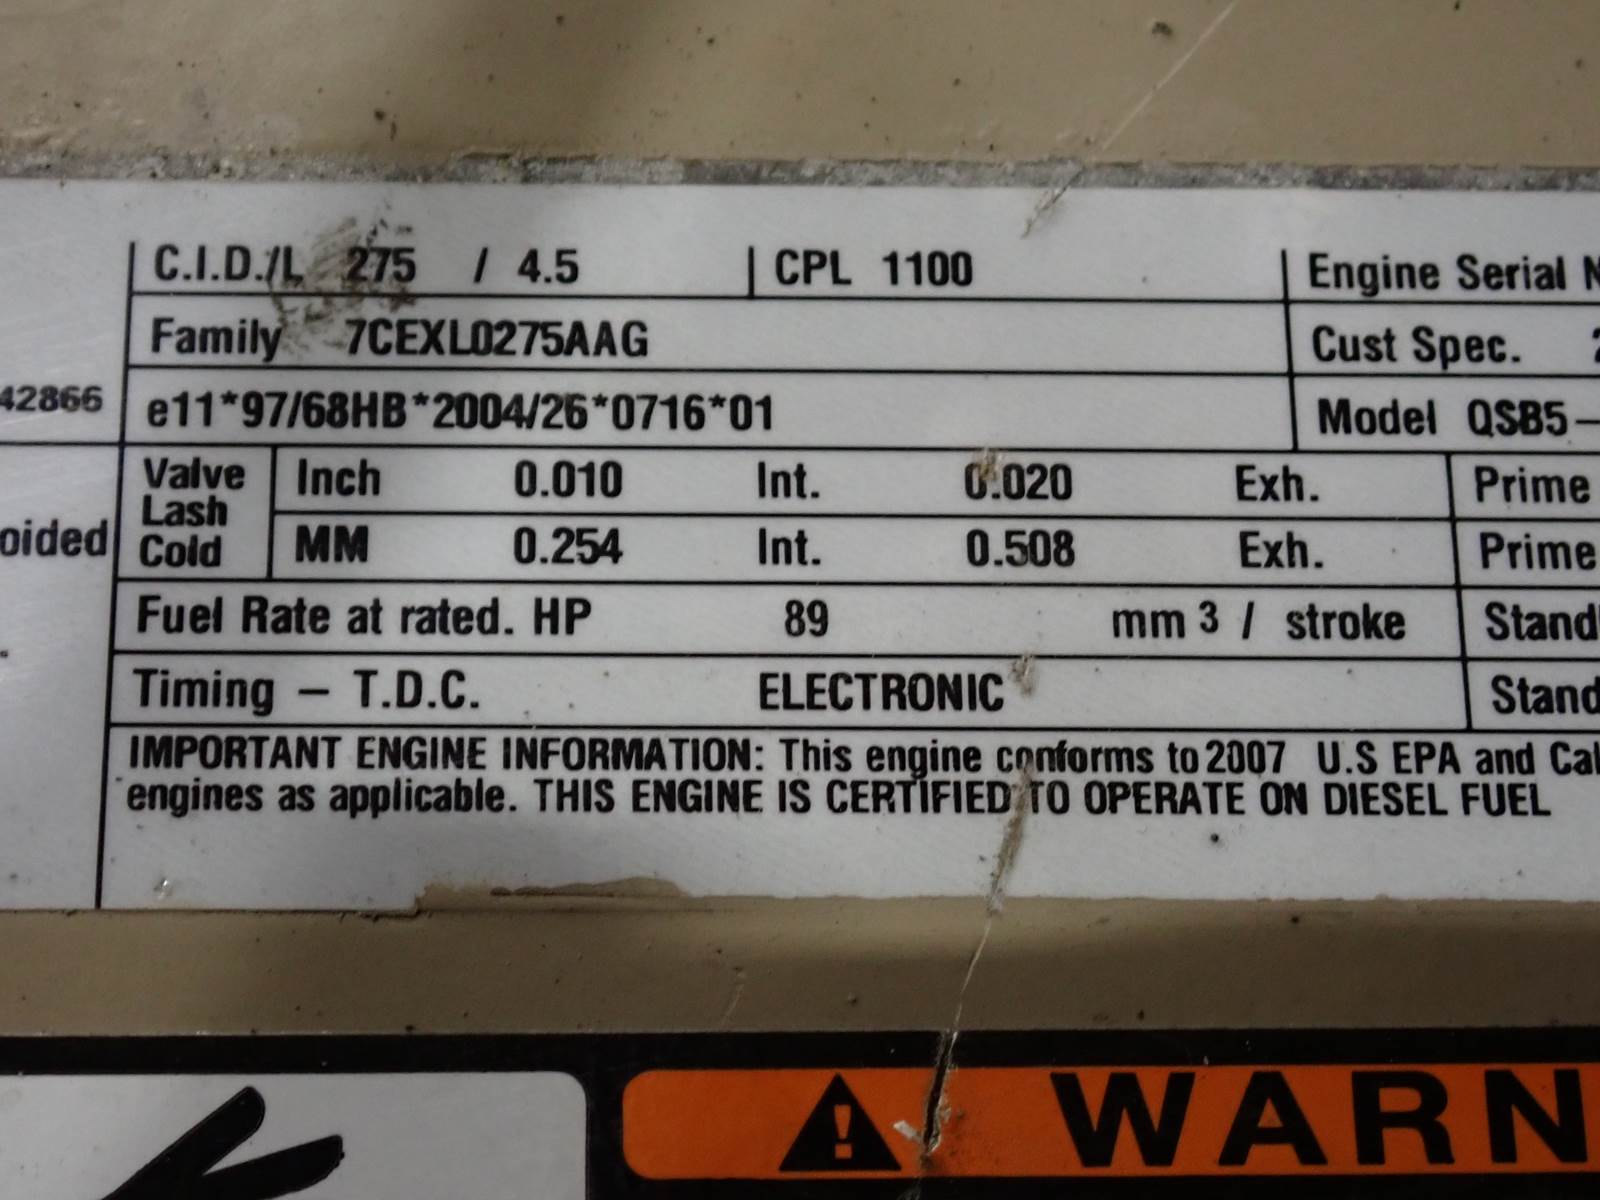 C.I.D./L 275 / 4.5 CPL 1100 Engine Serial N
Family 7CEXL0275AAG Cust Spec. 2
42866 e11*97/68HB*2004/26*0716*01 Model QSB5-
Valve Lash Cold Inch 0.010 Int. 0.020 Exh. Prime
oided MM 0.254 Int. 0.508 Exh. Prime
Fuel Rate at rated. HP 89 mm 3 / stroke Stand
Timing – T.D.C. ELECTRONIC Stand
IMPORTANT ENGINE INFORMATION: This engine conforms to 2007 U.S EPA and Cal
engines as applicable. THIS ENGINE IS CERTIFIED TO OPERATE ON DIESEL FUEL
WARN